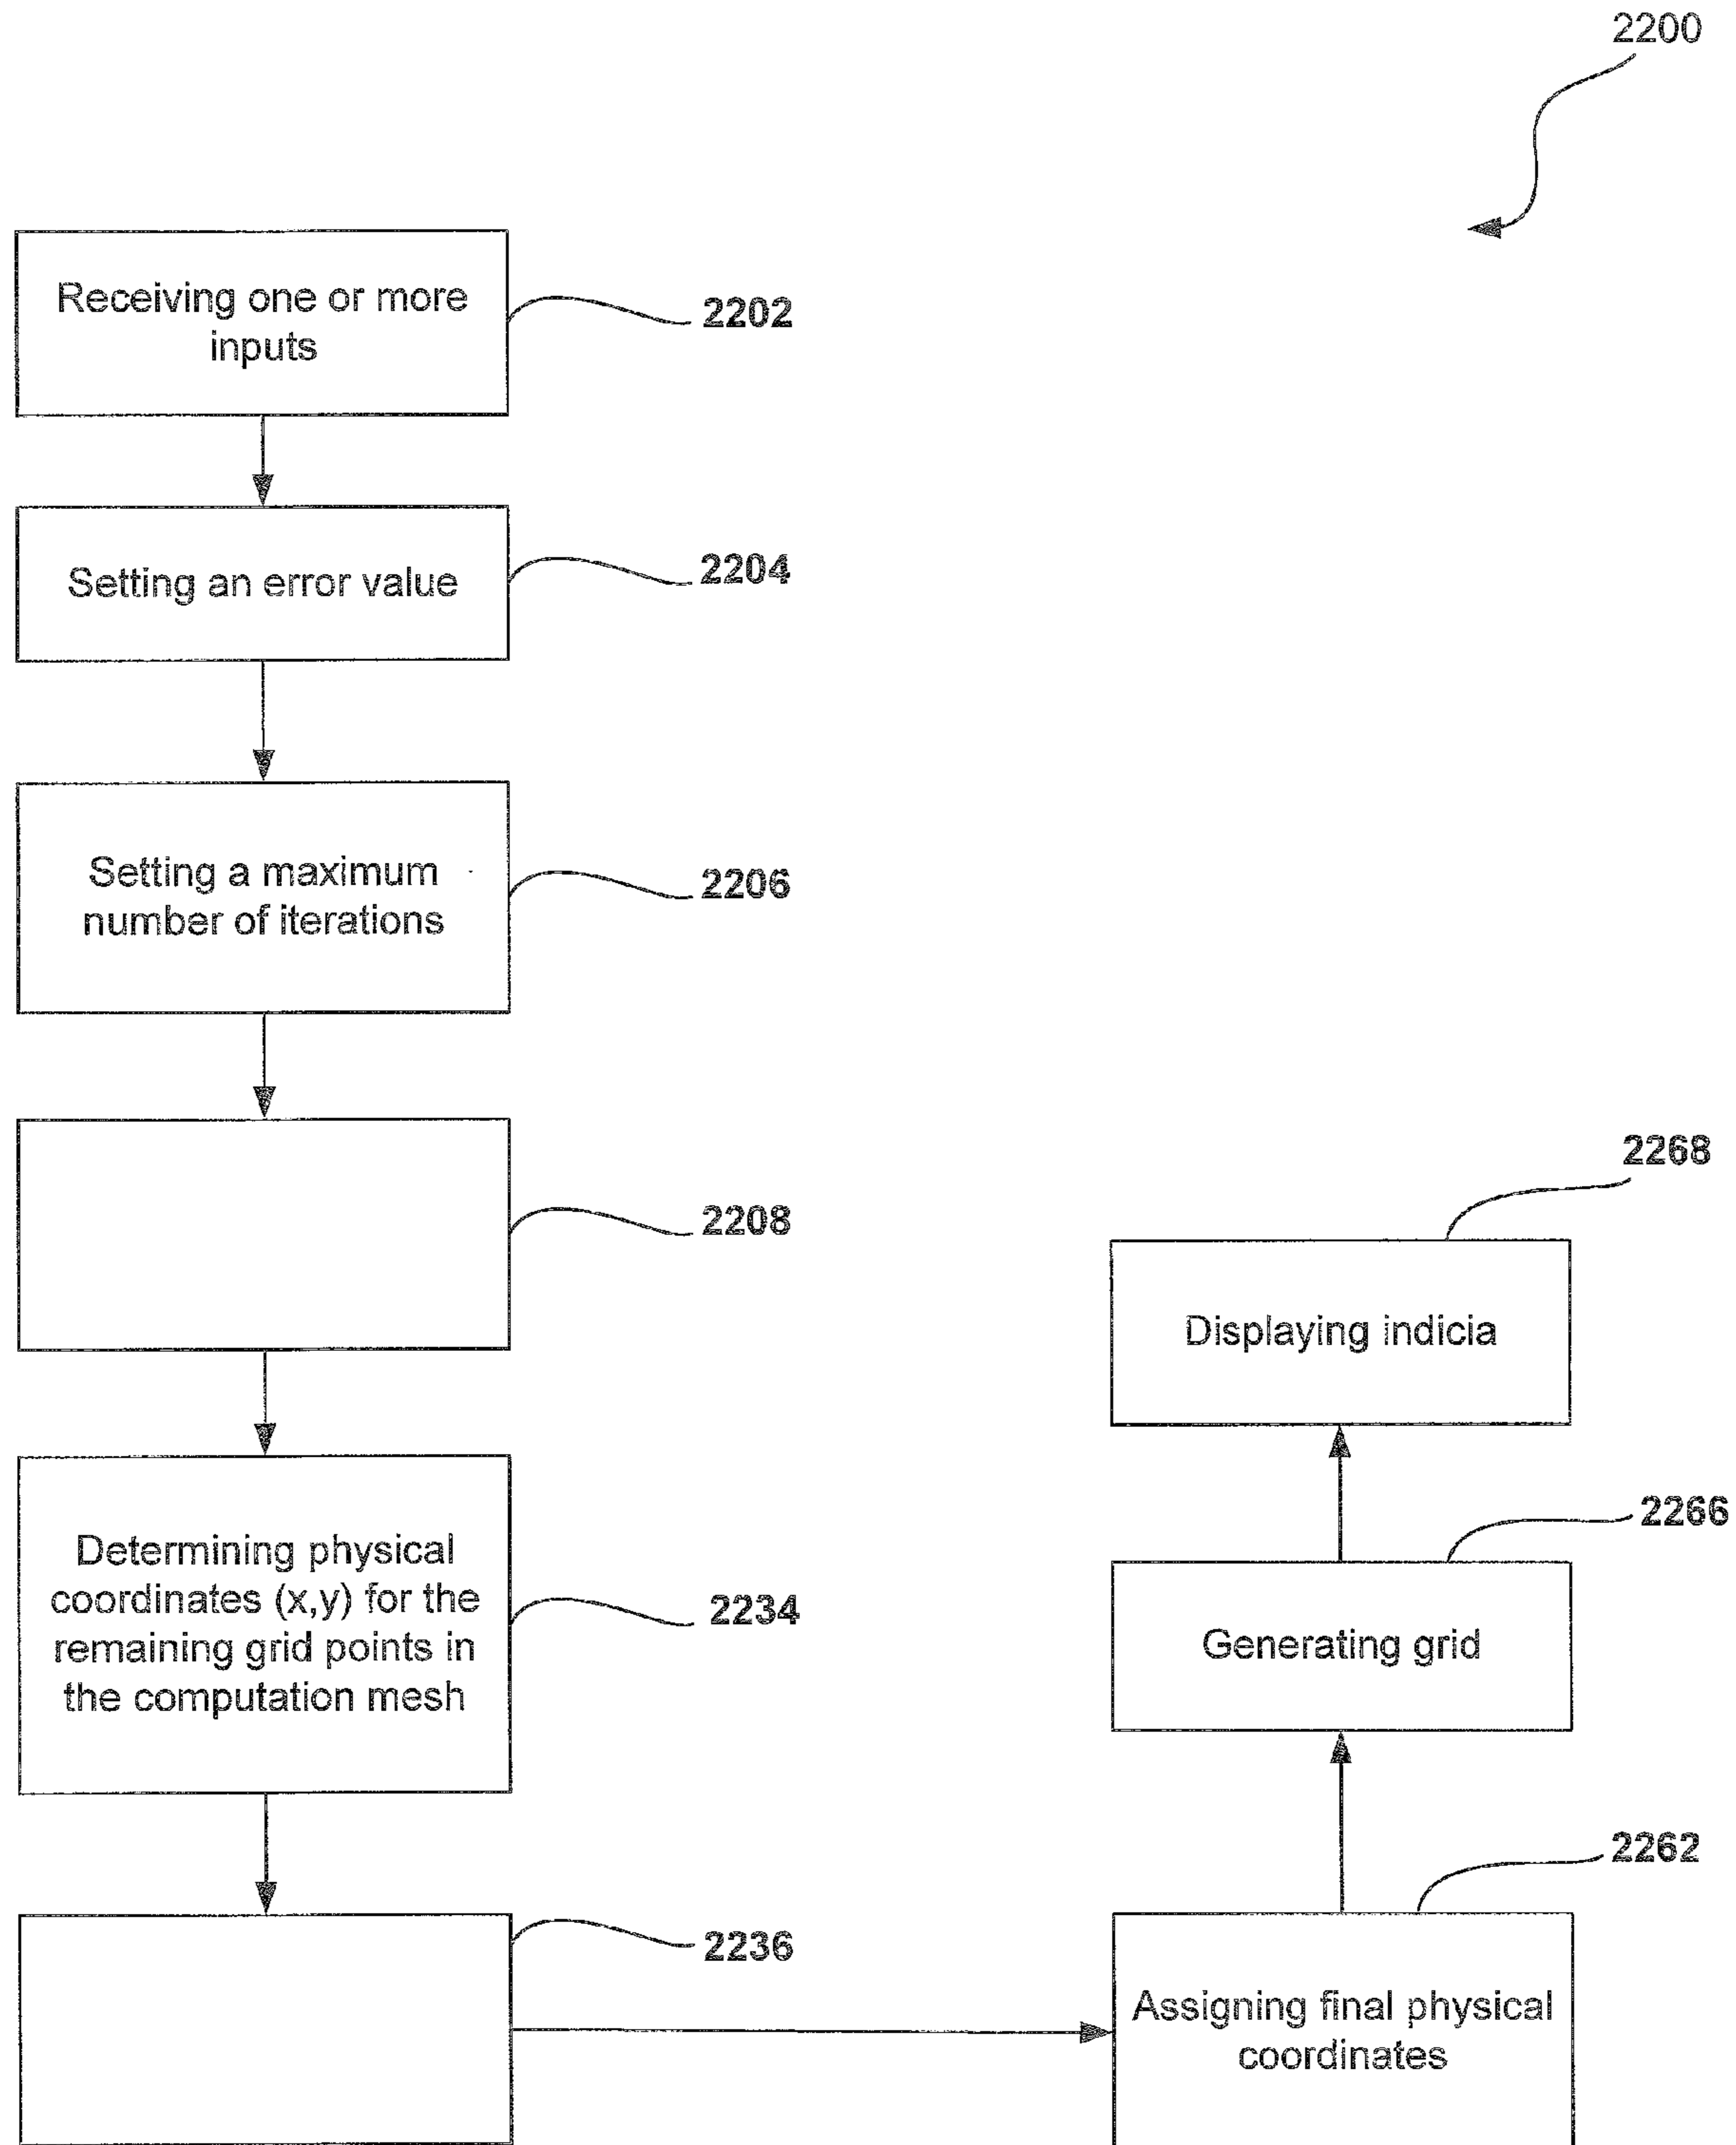 2200
Receiving one or more
inputs
2202
Setting an error value
2204
Setting a maximum
number of iterations
2206
2208
Determining physical
coordinates (x,y) for the
remaining grid points in
the computation mesh
2234
2236
2268
Displaying indicia
2266
Generating grid
2262
Assigning final physical
coordinates